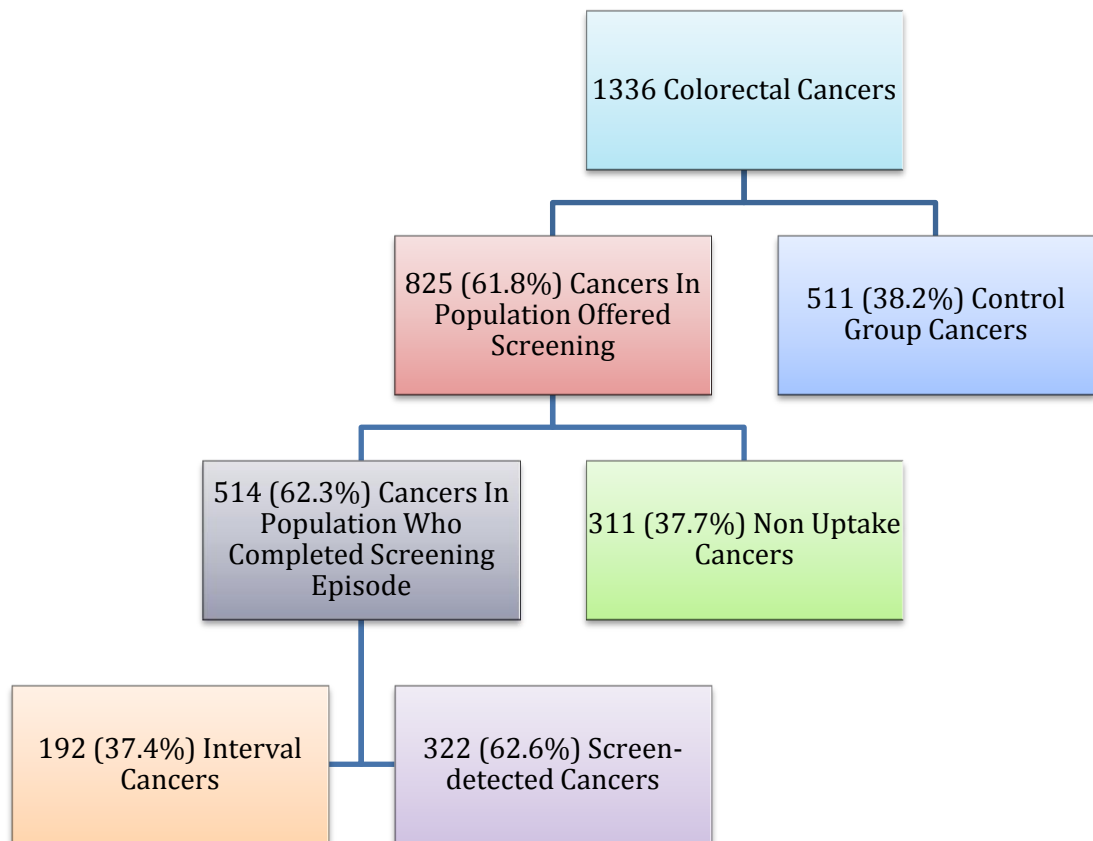 1336 Colorectal Cancers
825 (61.8%) Cancers In
Population Offered
Screening
511 (38.2%) Control
Group Cancers
514 (62.3%) Cancers In
Population Who
Completed Screening
Episode
311 (37.7%) Non Uptake
Cancers
192 (37.4%) Interval
Cancers
322 (62.6%) Screen-
detected Cancers